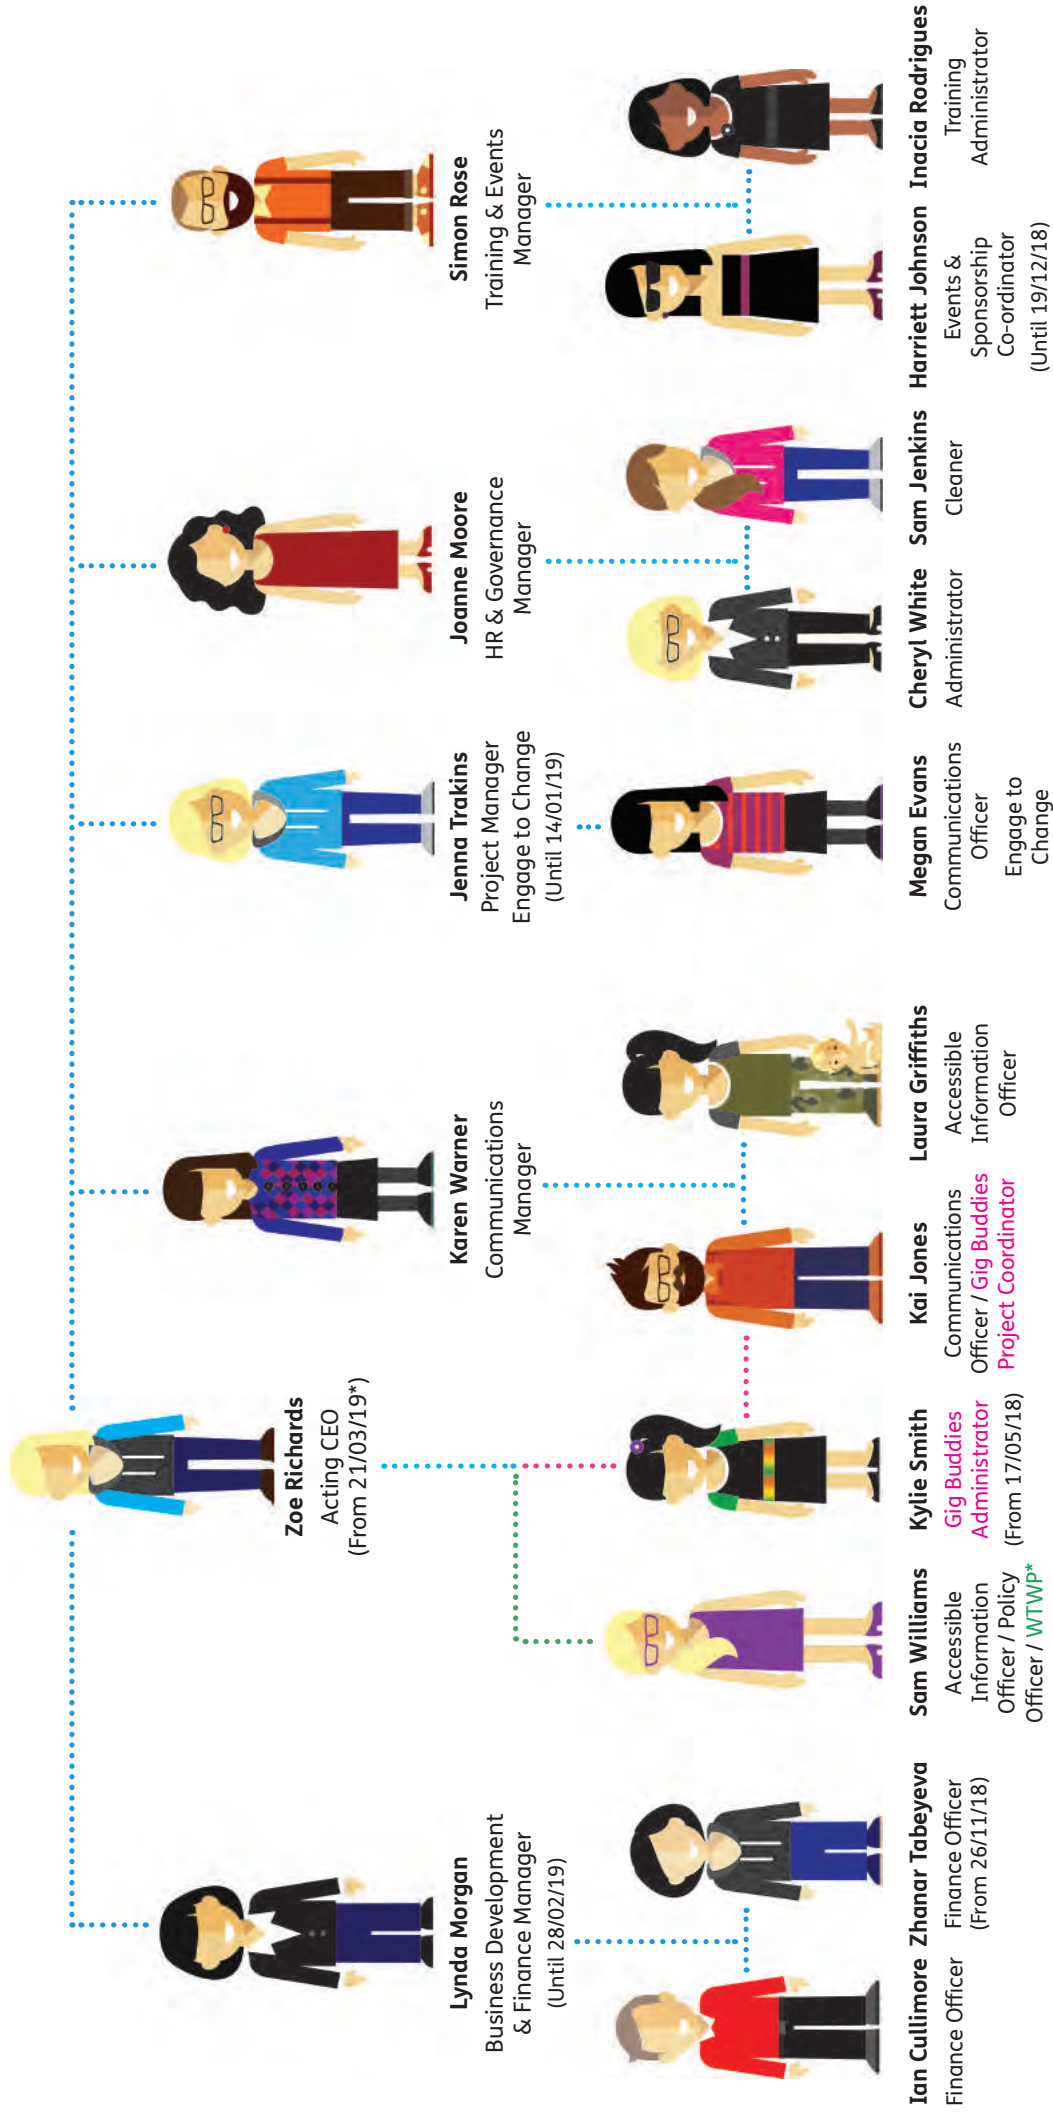 Zoe Richards
Acting CEO
(From 21/03/19*)
Lynda Morgan
Business Development
& Finance Manager
(Until 28/02/19)
Karen Warner
Communications
Manager
Jenna Trakins
Project Manager
Engage to Change
(Until 14/01/19)
Joanne Moore
HR & Governance
Manager
Simon Rose
Training & Events
Manager
Ian Cullimore
Finance Officer
Zhanar Tabeyeva
Finance Officer
(From 26/11/18)
Sam Williams
Accessible
Information
Officer / Policy
Officer / WTWP*
Kylie Smith
Gig Buddies
Administrator
(From 17/05/18)
Kai Jones
Communications
Officer / Gig Buddies
Project Coordinator
Laura Griffiths
Accessible
Information
Officer
Megan Evans
Communications
Officer
Engage to
Change
Cheryl White
Administrator
Sam Jenkins
Cleaner
Harriett Johnson
Events &
Sponsorship
Co-ordinator
(Until 19/12/18)
Inacia Rodrigues
Training
Administrator